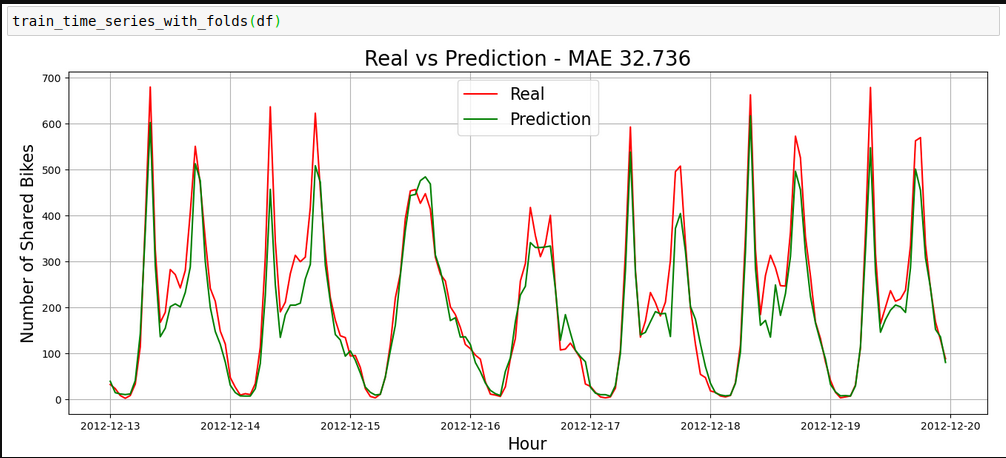 train_time_series_with_folds(df)
Real vs Prediction - MAE 32.736
Real
Prediction
Number of Shared Bikes
700
600
500
400
300
200
100
0
2012-12-13 2012-12-14 2012-12-15 2012-12-16 2012-12-17 2012-12-18 2012-12-19 2012-12-20
Hour